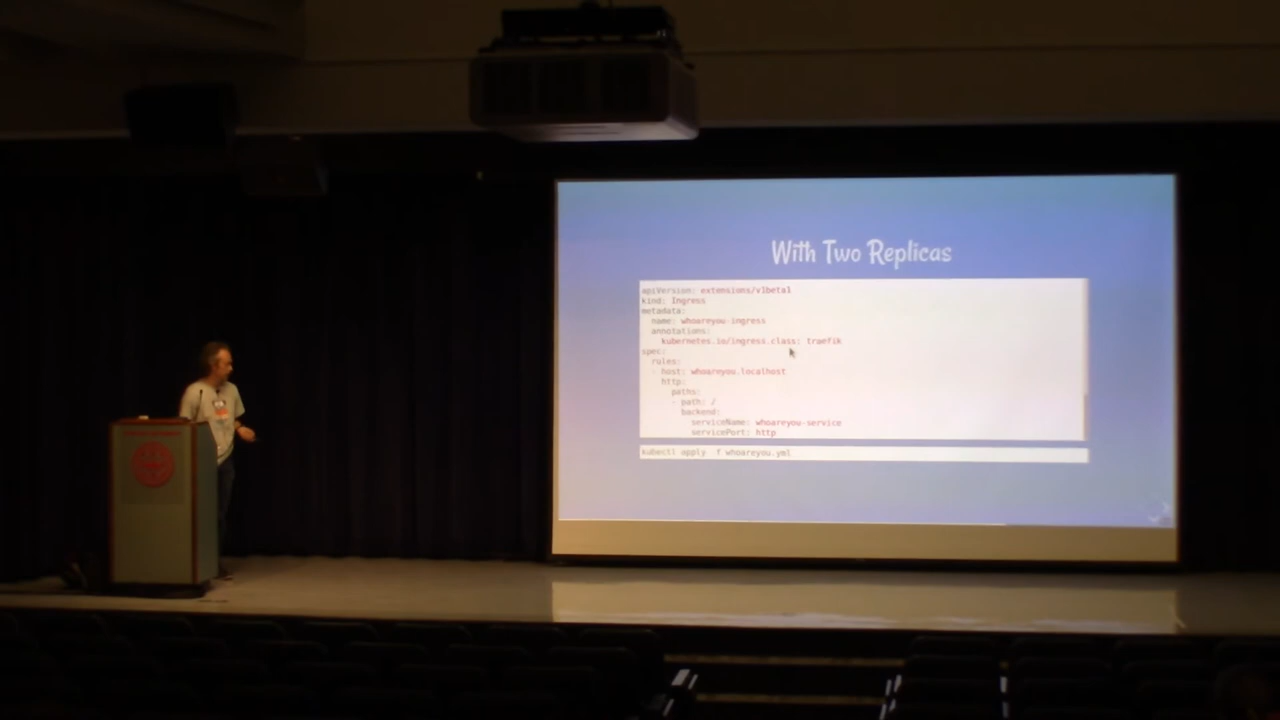 With Two Replicas
apiVersion: extensions/v1beta1
kind: Ingress
metadata:
  name: whoareyou-ingress
  annotations:
    kubernetes.io/ingress.class: traefik
spec:
  rules:
  - host: whoareyou.localhost
    http:
      paths:
      - path: /
        backend:
          serviceName: whoareyou-service
          servicePort: http
kubectl apply -f whoareyou.yml